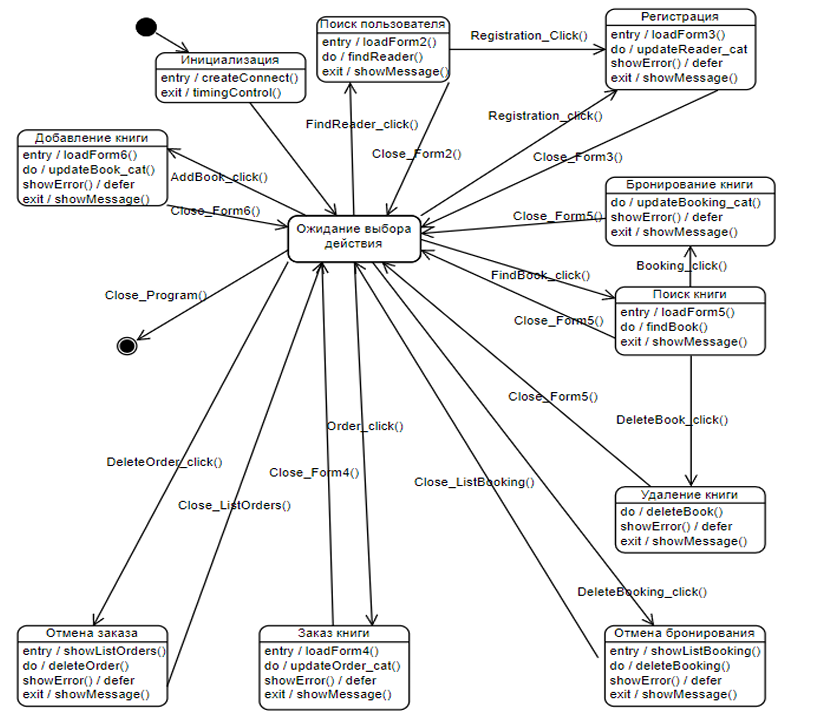 Поиск пользователя
entry / loadForm2()
do / findReader()
exit / showMessage()
Registration_Click()
Регистрация
entry / loadForm3()
do / updateReader_cat
showError() / defer
exit / showMessage()
Инициализация
entry / createConnect()
exit / timingControl()
FindReader_click()
Registration_click()
Close_Form2()
Close_Form3()
Добавление книги
entry / loadForm6()
do / updateBook_cat()
showError() / defer
exit / showMessage()
AddBook_click()
Close_Form6()
Бронирование книги
do / updateBooking_cat()
showError() / defer
exit / showMessage()
Close_Form5()
Ожидание выбора
действия
Booking_click()
FindBook_click()
Close_Program()
Поиск книги
entry / loadForm5()
do / findBook()
exit / showMessage()
Close_Form5()
Close_Form5()
DeleteBook_click()
Order_click()
DeleteOrder_click()
Close_Form4()
Close_ListBooking()
Close_ListOrders()
Удаление книги
do / deleteBook()
showError() / defer
exit / showMessage()
DeleteBooking_click()
Отмена заказа
entry / showListOrders()
do / deleteOrder()
showError() / defer
exit / showMessage()
Заказ книги
entry / loadForm4()
do / updateOrder_cat()
showError() / defer
exit / showMessage()
Отмена бронирования
entry / showListBooking()
do / deleteBooking()
showError() / defer
exit / showMessage()